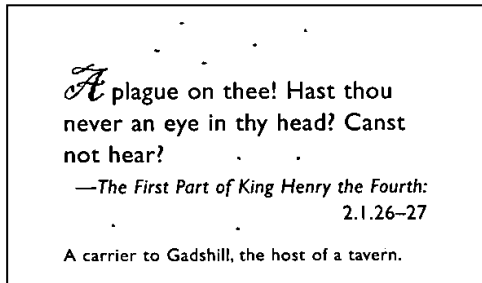 A plague on thee! Hast thou
never an eye in thy head? Canst
not hear?
—The First Part of King Henry the Fourth:
2.1.26–27
A carrier to Gadshill, the host of a tavern.